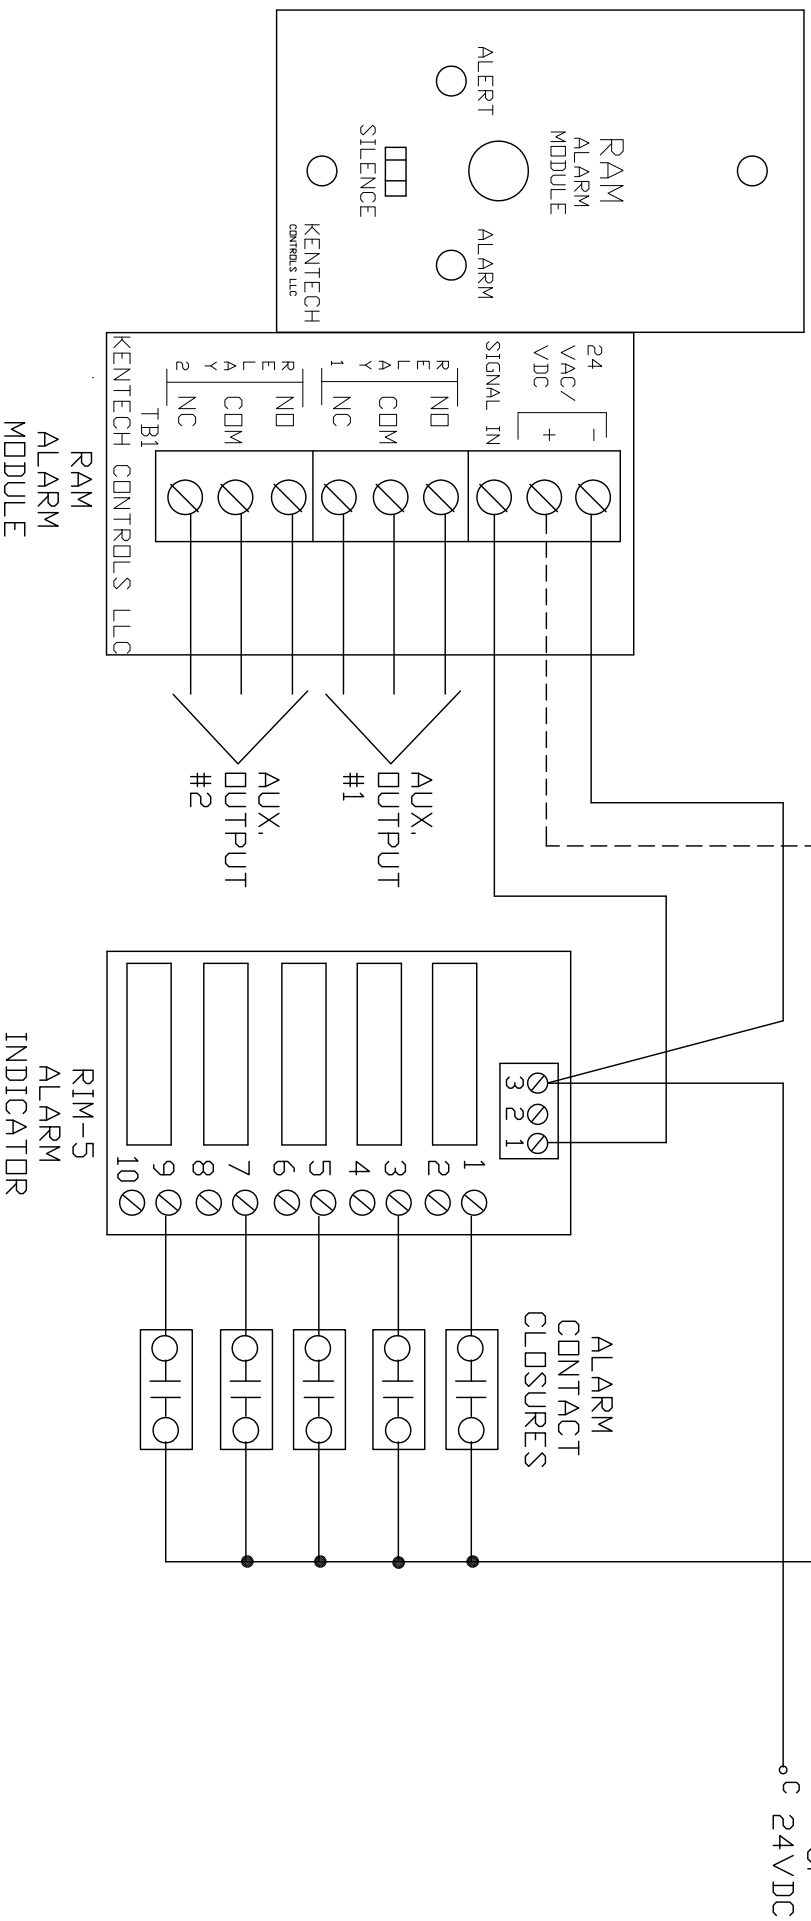 RAM
ALARM
MODULE
ALERT
ALARM
SILENCE
KENTECH
CONTROLS LLC
24
VAC/
VDC
-
+
SIGNAL IN
RELAY 1
NO
COM
NC
RELAY 2
NO
COM
NC
TB1
KENTECH CONTROLS LLC
RAM
ALARM
MODULE
AUX.
OUTPUT
#1
AUX.
OUTPUT
#2
3 2 1
1
2
3
4
5
6
7
8
9
10
RIM-5
ALARM
INDICATOR
ALARM
CONTACT
CLOSURES
C 24VDC